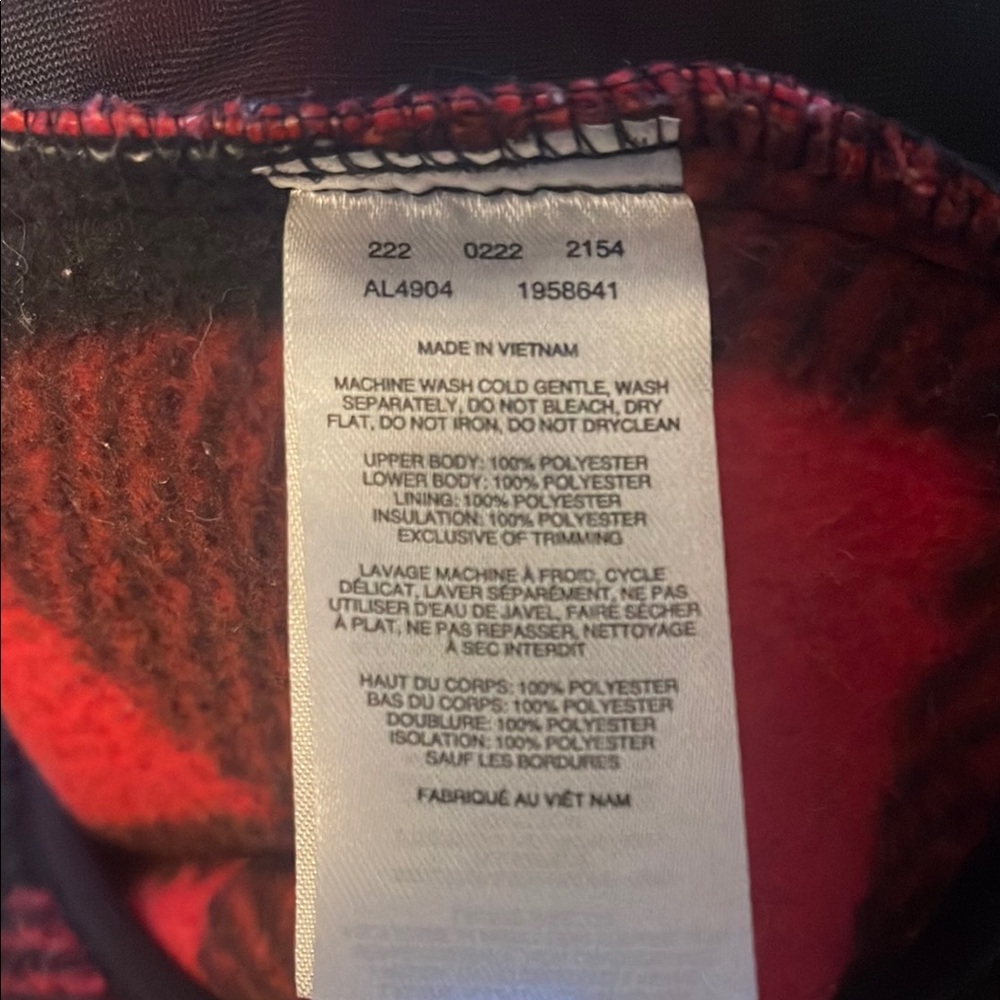 222 0222 2154
AL4904 1958641
MADE IN VIETNAM
MACHINE WASH COLD GENTLE, WASH
SEPARATELY, DO NOT BLEACH, DRY
FLAT, DO NOT IRON, DO NOT DRYCLEAN
UPPER BODY: 100% POLYESTER
LOWER BODY: 100% POLYESTER
LINING: 100% POLYESTER
INSULATION: 100% POLYESTER
EXCLUSIVE OF TRIMMING
LAVAGE MACHINE À FROID, CYCLE
DÉLICAT, LAVER SÉPARÉMENT, NE PAS
UTILISER D'EAU DE JAVEL, FAIRE SÉCHER
À PLAT, NE PAS REPASSER, NETTOYAGE
À SEC INTERDIT
HAUT DU CORPS: 100% POLYESTER
BAS DU CORPS: 100% POLYESTER
DOUBLURE: 100% POLYESTER
ISOLATION: 100% POLYESTER
SAUF LES BORDURES
FABRIQUÉ AU VIÊT NAM